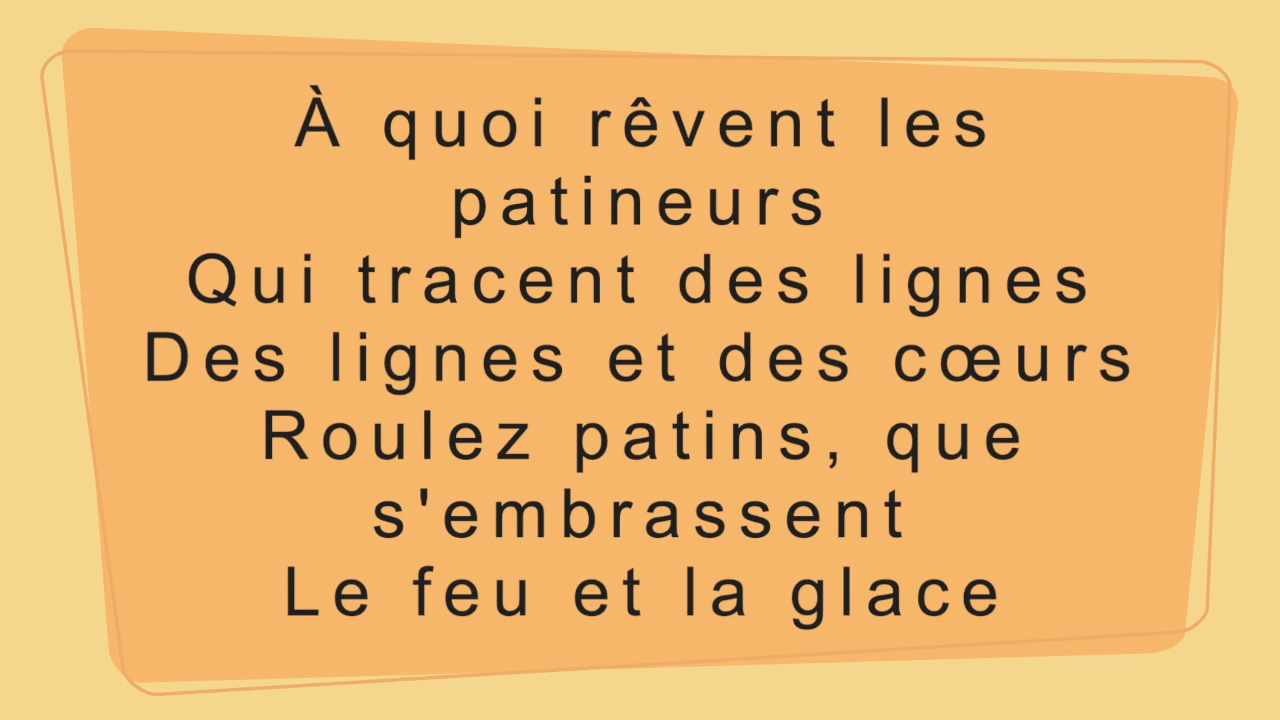 À quoi rêvent les
patineurs
Qui tracent des lignes
Des lignes et des cœurs
Roulez patins, que
s'embrassent
Le feu et la glace